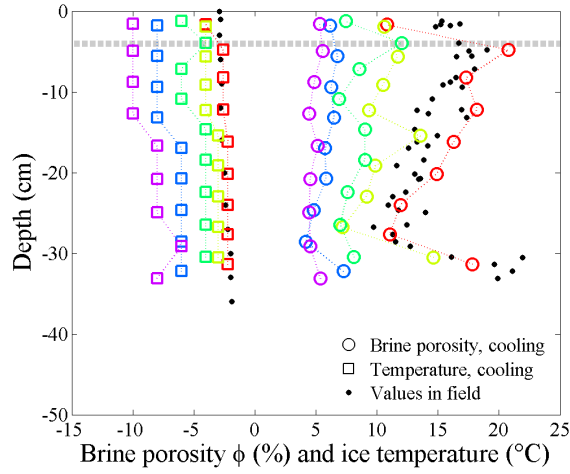 0
-10
-20
-30
-40
-50
Depth (cm)
Brine porosity, cooling
Temperature, cooling
Values in field
-15 -10 -5 0 5 10 15 20 25
Brine porosity ϕ (%) and ice temperature (°C)